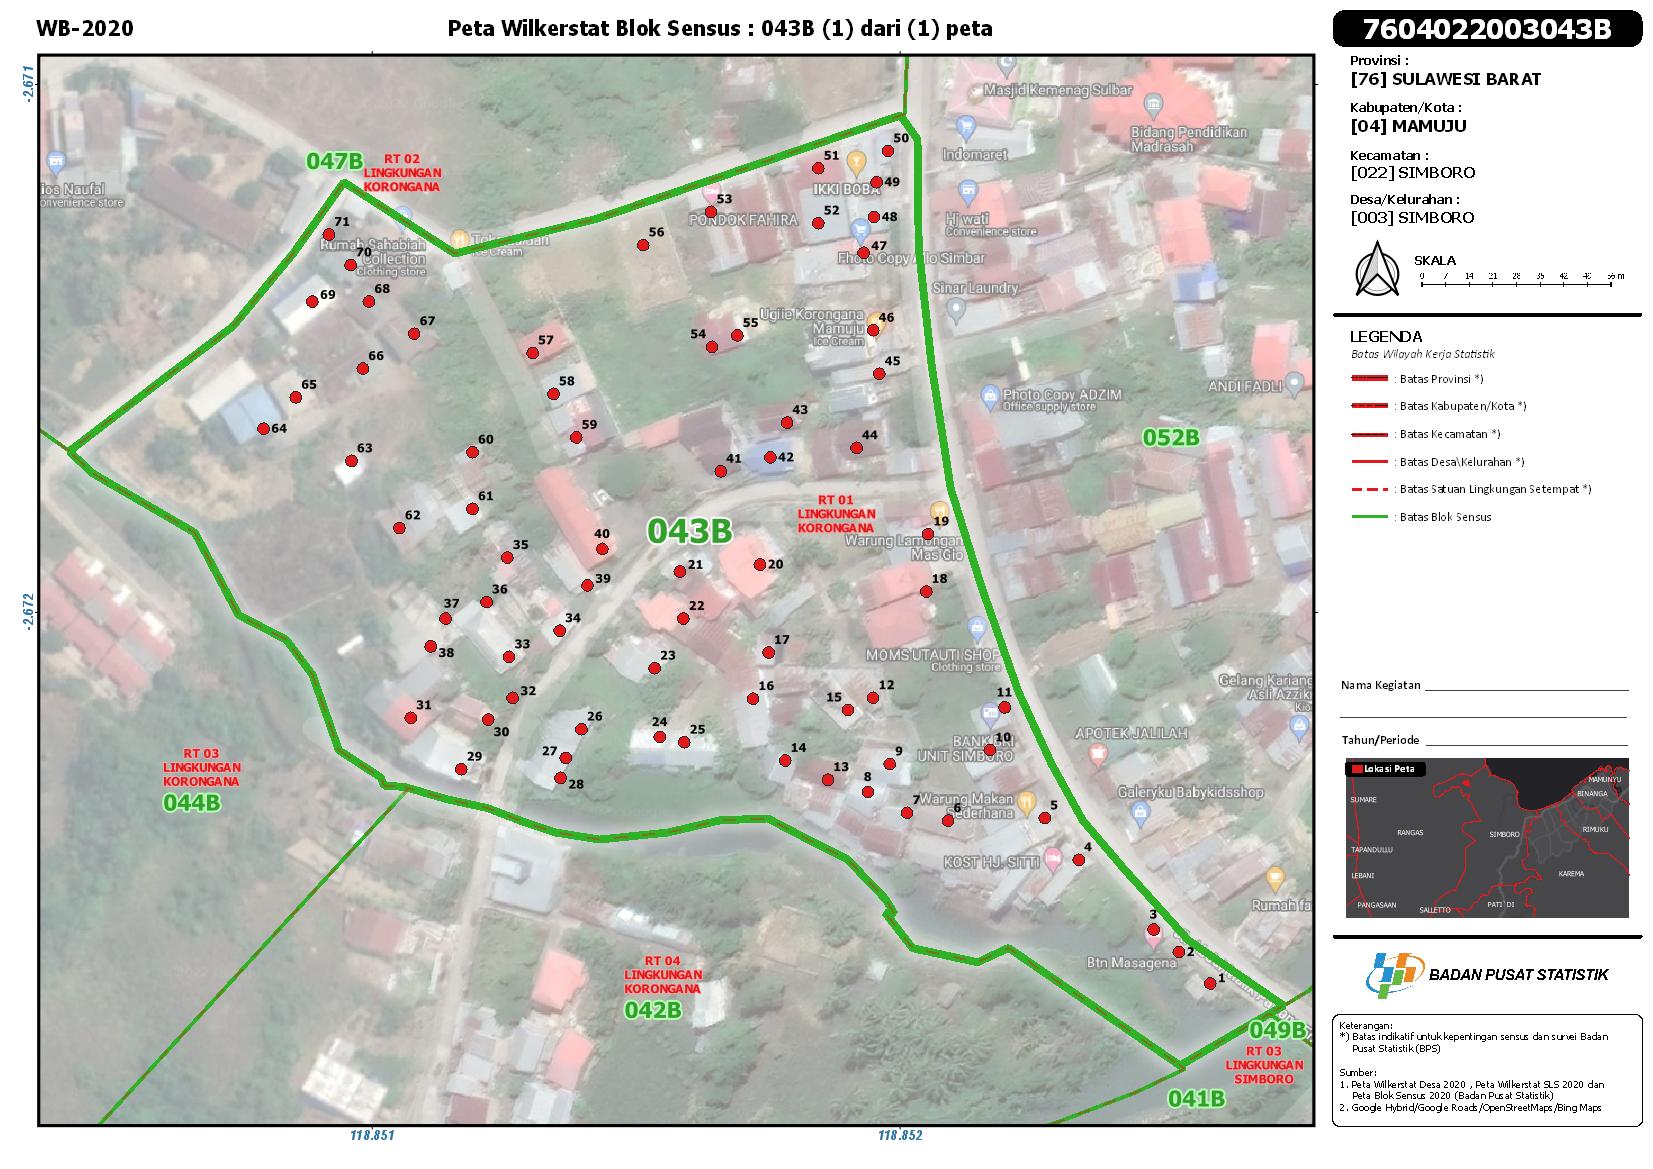 WB-2020
Peta Wilkerstat Blok Sensus : 043B (1) dari (1) peta
7604022003043B
Provinsi :
[76] SULAWESI BARAT
Kabupaten/Kota :
[04] MAMUJU
Kecamatan :
[022] SIMBORO
Desa/Kelurahan :
[003] SIMBORO
SKALA
0 7 14 21 28 35 42 49 56 m
LEGENDA
Batas Wilayah Kerja Statistik
: Batas Provinsi *)
: Batas Kabupaten/Kota *)
: Batas Kecamatan *)
: Batas Desa\Kelurahan *)
: Batas Satuan Lingkungan Setempat *)
: Batas Blok Sensus
Nama Kegiatan
Tahun/Periode
Lokasi Peta
MAMUNYU
SUMARE
BINANGA
RANGAS
SIMBORO
RIMUKU
TAPANDULLU
LEBANI
KAREMA
PANGASAAN
SALLETTO
PATI' DI
BADAN PUSAT STATISTIK
Keterangan:
*) Batas indikatif untuk kepentingan sensus dan survei Badan
Pusat Statistik (BPS)
Sumber:
1. Peta Wilkerstat Desa 2020 , Peta Wilkerstat SLS 2020 dan
Peta Blok Sensus 2020 (Badan Pusat Statistik)
2. Google Hybrid/Google Roads/OpenStreetMaps/Bing Maps
-2.671
-2.672
118.851
118.852
Masjid Kemenag Sulbar
Bidang Pendidikan
Madrasah
Indomaret
50
51
49
IKKI BOBA
047B
RT 02
LINGKUNGAN
KORONGANA
ios Naufal
onvenience store
53
PONDOK FAHIRA
52
48
Hj wati
Convenience store
71
56
47
Rumah Sahabiah
Collection
Clothing store
70
Ice Cream
Sinar Laundry
69
68
67
Ugiie Korongana
Mamuju
Ice Cream
46
54
55
57
45
66
65
58
Photo Copy ADZIM
Office supply store
ANDI FADLI
64
63
60
59
43
44
41
42
052B
61
62
RT 01
LINGKUNGAN
KORONGANA
043B
19
Warung Lamongan
Mas Gio
35
40
21
20
39
18
36
37
22
34
38
33
23
17
MOMS UTAUTI SHOP
Clothing store
Gelang Kariang
Asli Azzik
Kio
32
16
15
12
11
31
30
26
24
25
APOTEK JALILAH
10
UNIT SIMBORO
29
27
28
14
13
9
8
RT 03
LINGKUNGAN
KORONGANA
044B
7
6
5
Warung Makan
Sederhana
Galeryku Babykidsshop
4
KOST HJ. SITTI
Rumah fa
3
2
1
Btn Masagena
RT 04
LINGKUNGAN
KORONGANA
042B
049B
RT 03
LINGKUNGAN
SIMBORO
041B